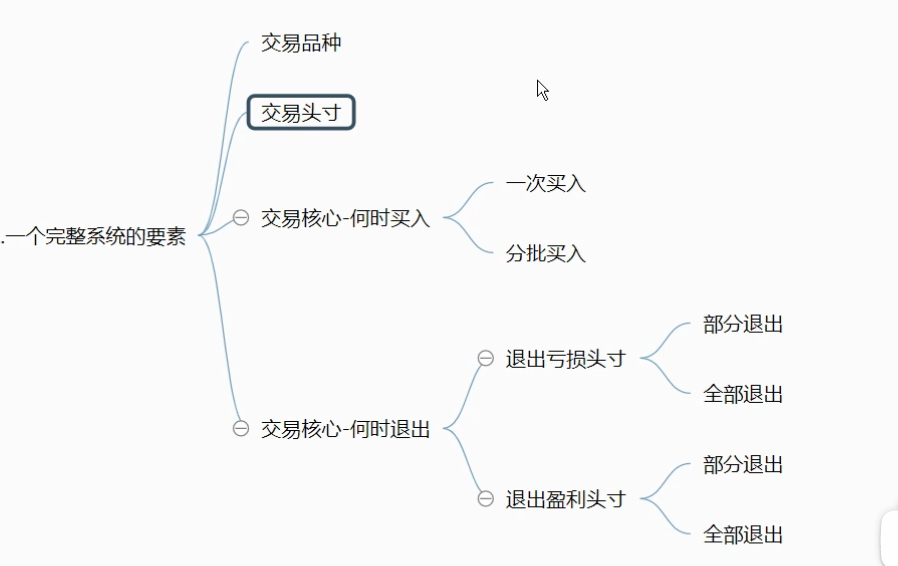 .一个完整系统的要素
交易品种
交易头寸
交易核心-何时买入
一次买入
分批买入
交易核心-何时退出
退出亏损头寸
部分退出
全部退出
退出盈利头寸
部分退出
全部退出